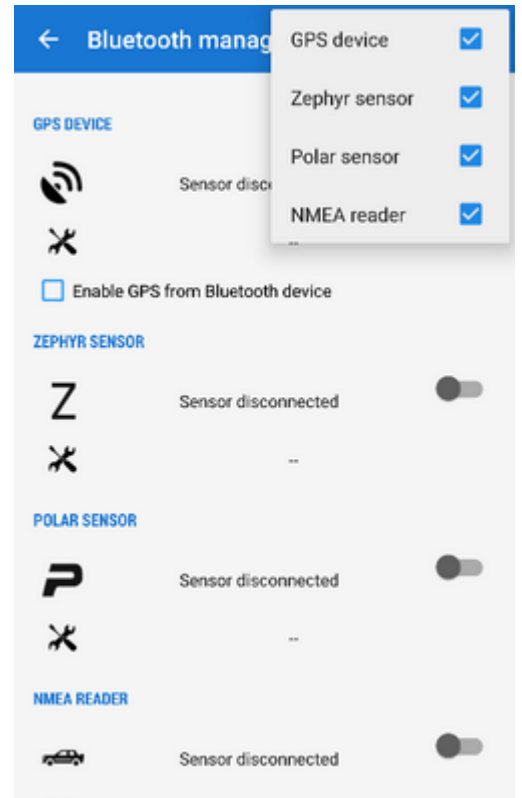 Bluetooth manag
GPS device
Zephyr sensor
Polar sensor
NMEA reader
GPS DEVICE
Sensor disc
--
Enable GPS from Bluetooth device
ZEPHYR SENSOR
Z
Sensor disconnected
--
POLAR SENSOR
Sensor disconnected
--
NMEA READER
Sensor disconnected